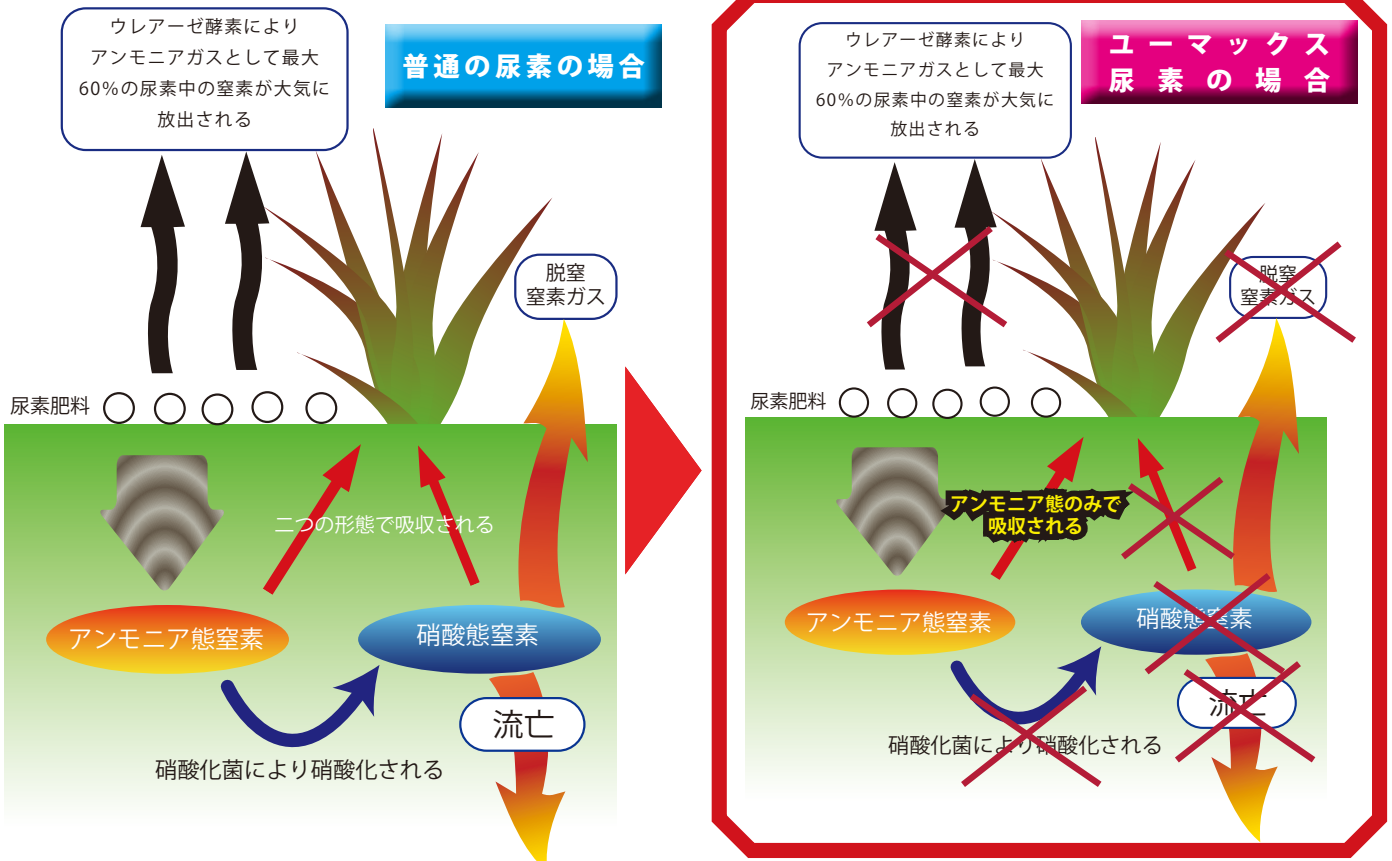 普通の尿素の場合
ウレアーゼ酵素により
アンモニアガスとして最大
60%の尿素中の窒素が大気に
放出される
脱窒
窒素ガス
尿素肥料
二つの形態で吸収される
アンモニア態窒素
硝酸態窒素
流亡
硝酸化菌により硝酸化される
ユーマックス
尿素の場合
ウレアーゼ酵素により
アンモニアガスとして最大
60%の尿素中の窒素が大気に
放出される
脱窒
窒素ガス
尿素肥料
アンモニア態のみで
吸収される
アンモニア態窒素
硝酸態窒素
流亡
硝酸化菌により硝酸化される